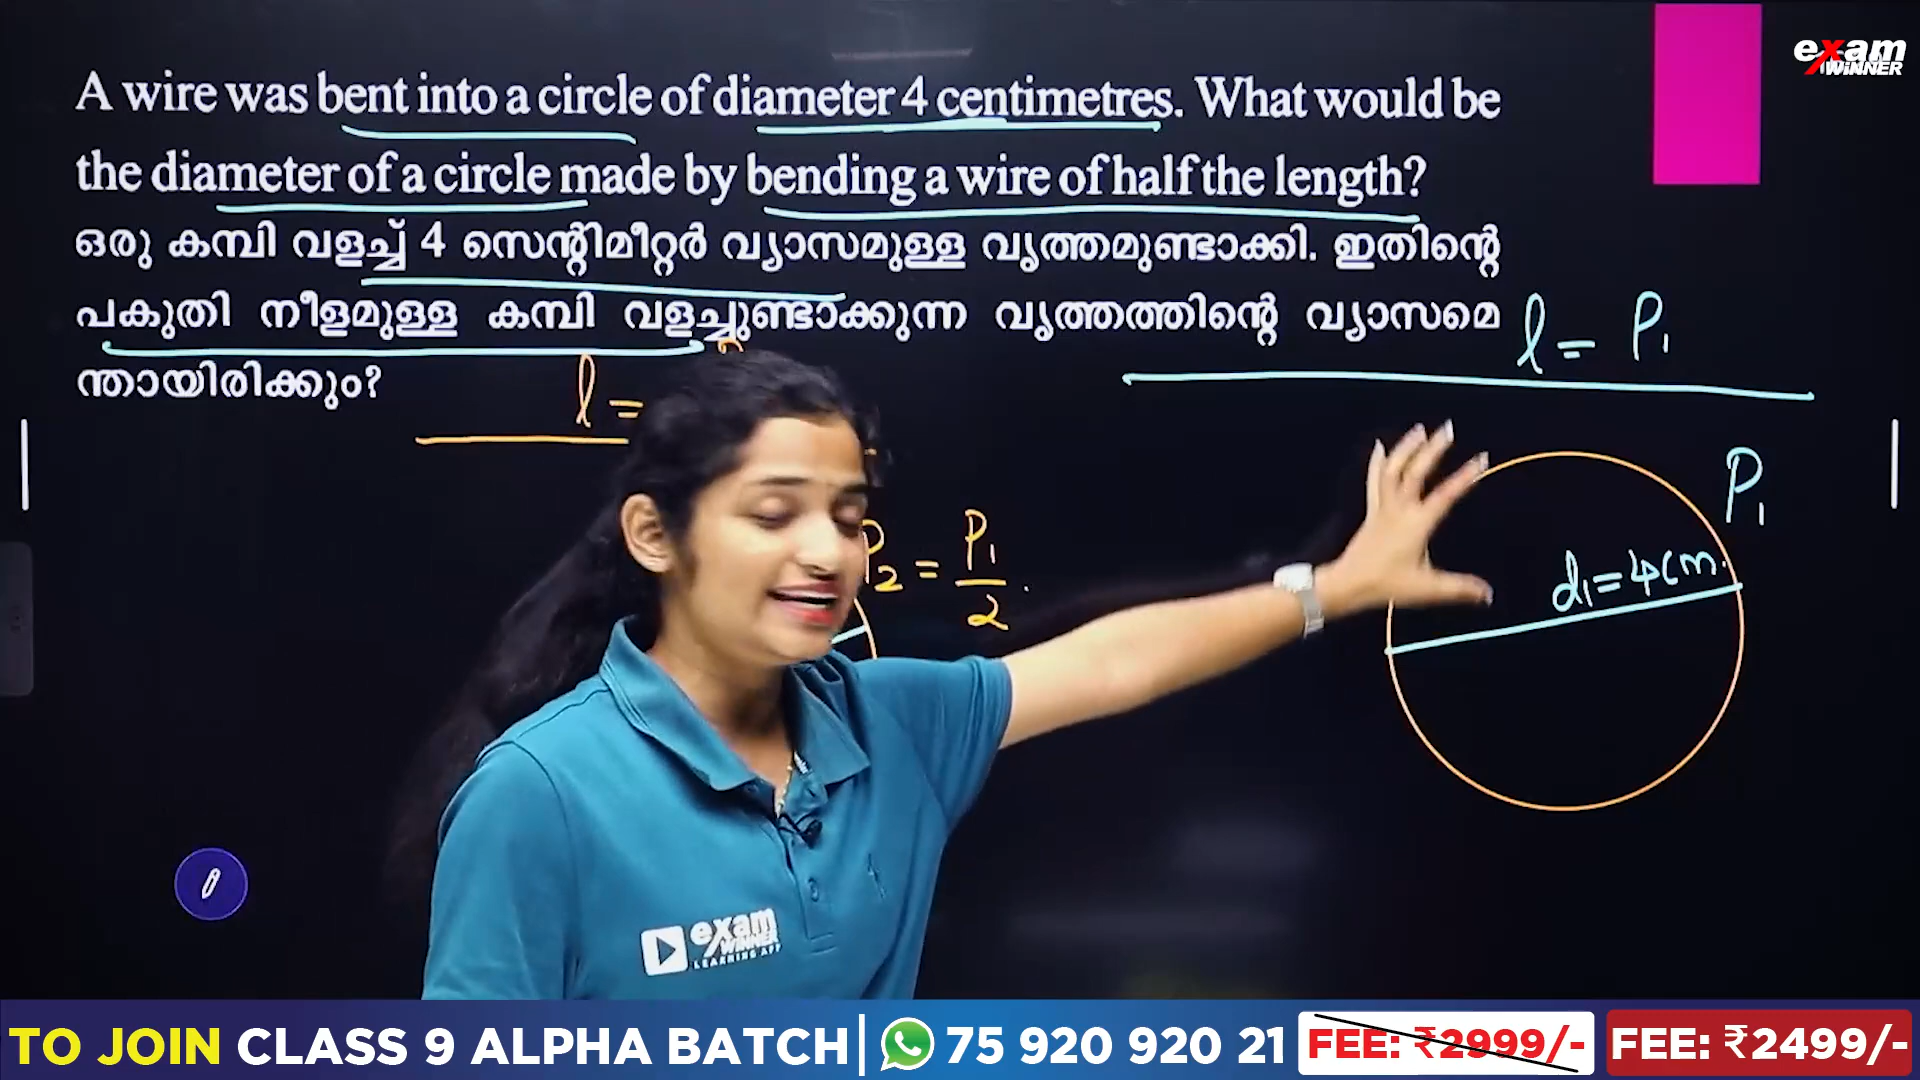 A wire was bent into a circle of diameter 4 centimetres. What would be
the diameter of a circle made by bending a wire of half the length?
ഒരു കമ്പി വളച്ച് 4 സെന്റിമീറ്റർ വ്യാസമുള്ള വൃത്തമുണ്ടാക്കി. ഇതിന്റെ
പകുതി നീളമുള്ള കമ്പി വളച്ചുണ്ടാക്കുന്ന വൃത്തത്തിന്റെ വ്യാസമെ
ന്തായിരിക്കും?
l = P1
l =
P1
P2 = P1/2.
d1=4cm.
exam
WINNER
exam
WINNER
LEARNING APP
TO JOIN CLASS 9 ALPHA BATCH 75 920 920 21 FEE: ₹2999/- FEE: ₹2499/-